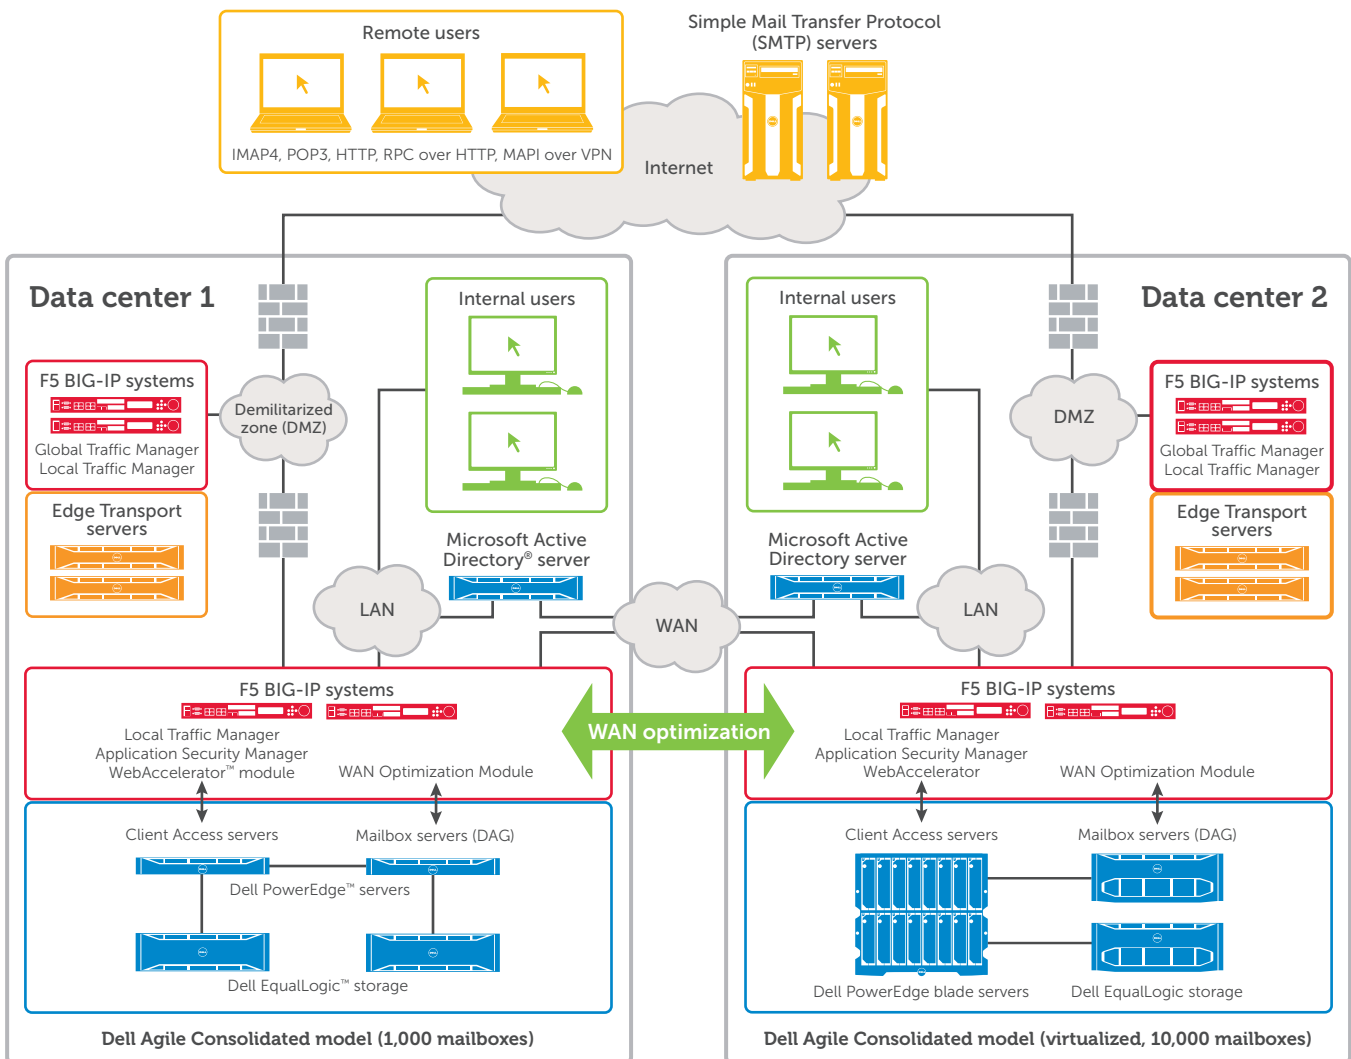 Remote users
IMAP4, POP3, HTTP, RPC over HTTP, MAPI over VPN
Simple Mail Transfer Protocol
(SMTP) servers
Internet
Data center 1
F5 BIG-IP systems
Global Traffic Manager
Local Traffic Manager
Demilitarized
zone (DMZ)
Edge Transport
servers
Internal users
Microsoft Active
Directory® server
LAN
WAN
F5 BIG-IP systems
Local Traffic Manager
Application Security Manager
WebAccelerator™ module
WAN Optimization Module
WAN optimization
Client Access servers
Mailbox servers (DAG)
Dell PowerEdge™ servers
Dell EqualLogic™ storage
Dell Agile Consolidated model (1,000 mailboxes)
Data center 2
Internal users
DMZ
F5 BIG-IP systems
Global Traffic Manager
Local Traffic Manager
Edge Transport
servers
Microsoft Active
Directory server
LAN
F5 BIG-IP systems
Local Traffic Manager
Application Security Manager
WebAccelerator
WAN Optimization Module
Client Access servers
Mailbox servers (DAG)
Dell PowerEdge blade servers
Dell EqualLogic storage
Dell Agile Consolidated model (virtualized, 10,000 mailboxes)